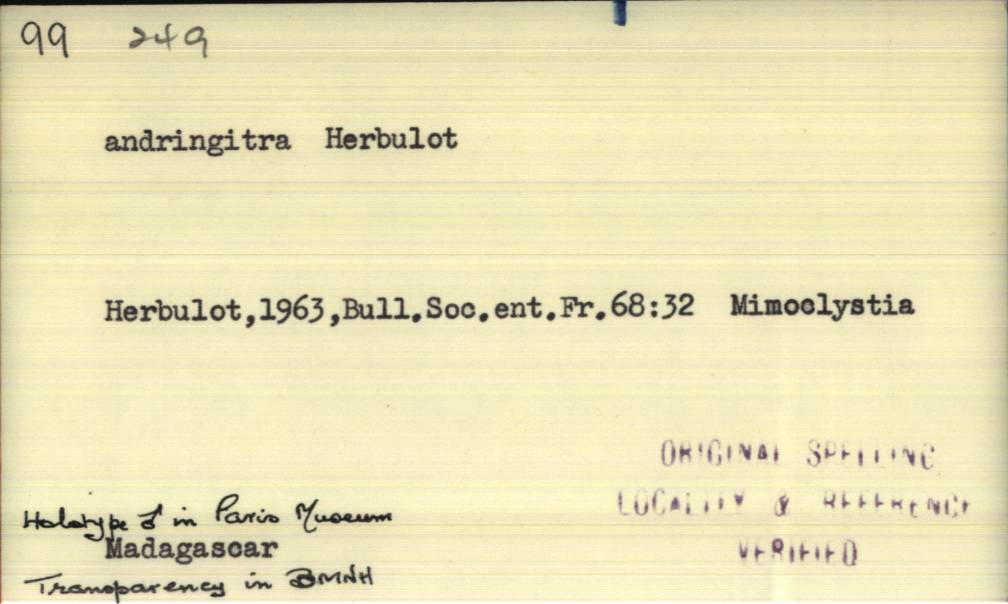 99 249
andringitra Herbulot
Herbulot,1963,Bull.Soc.ent.Fr.68:32 Mimoclystia
ORIGINAL SPELLING
LOCALITY & REFERENCE
VERIFIED
Holotype ♂ in Paris Museum
Madagascar
Transparency in BMNH